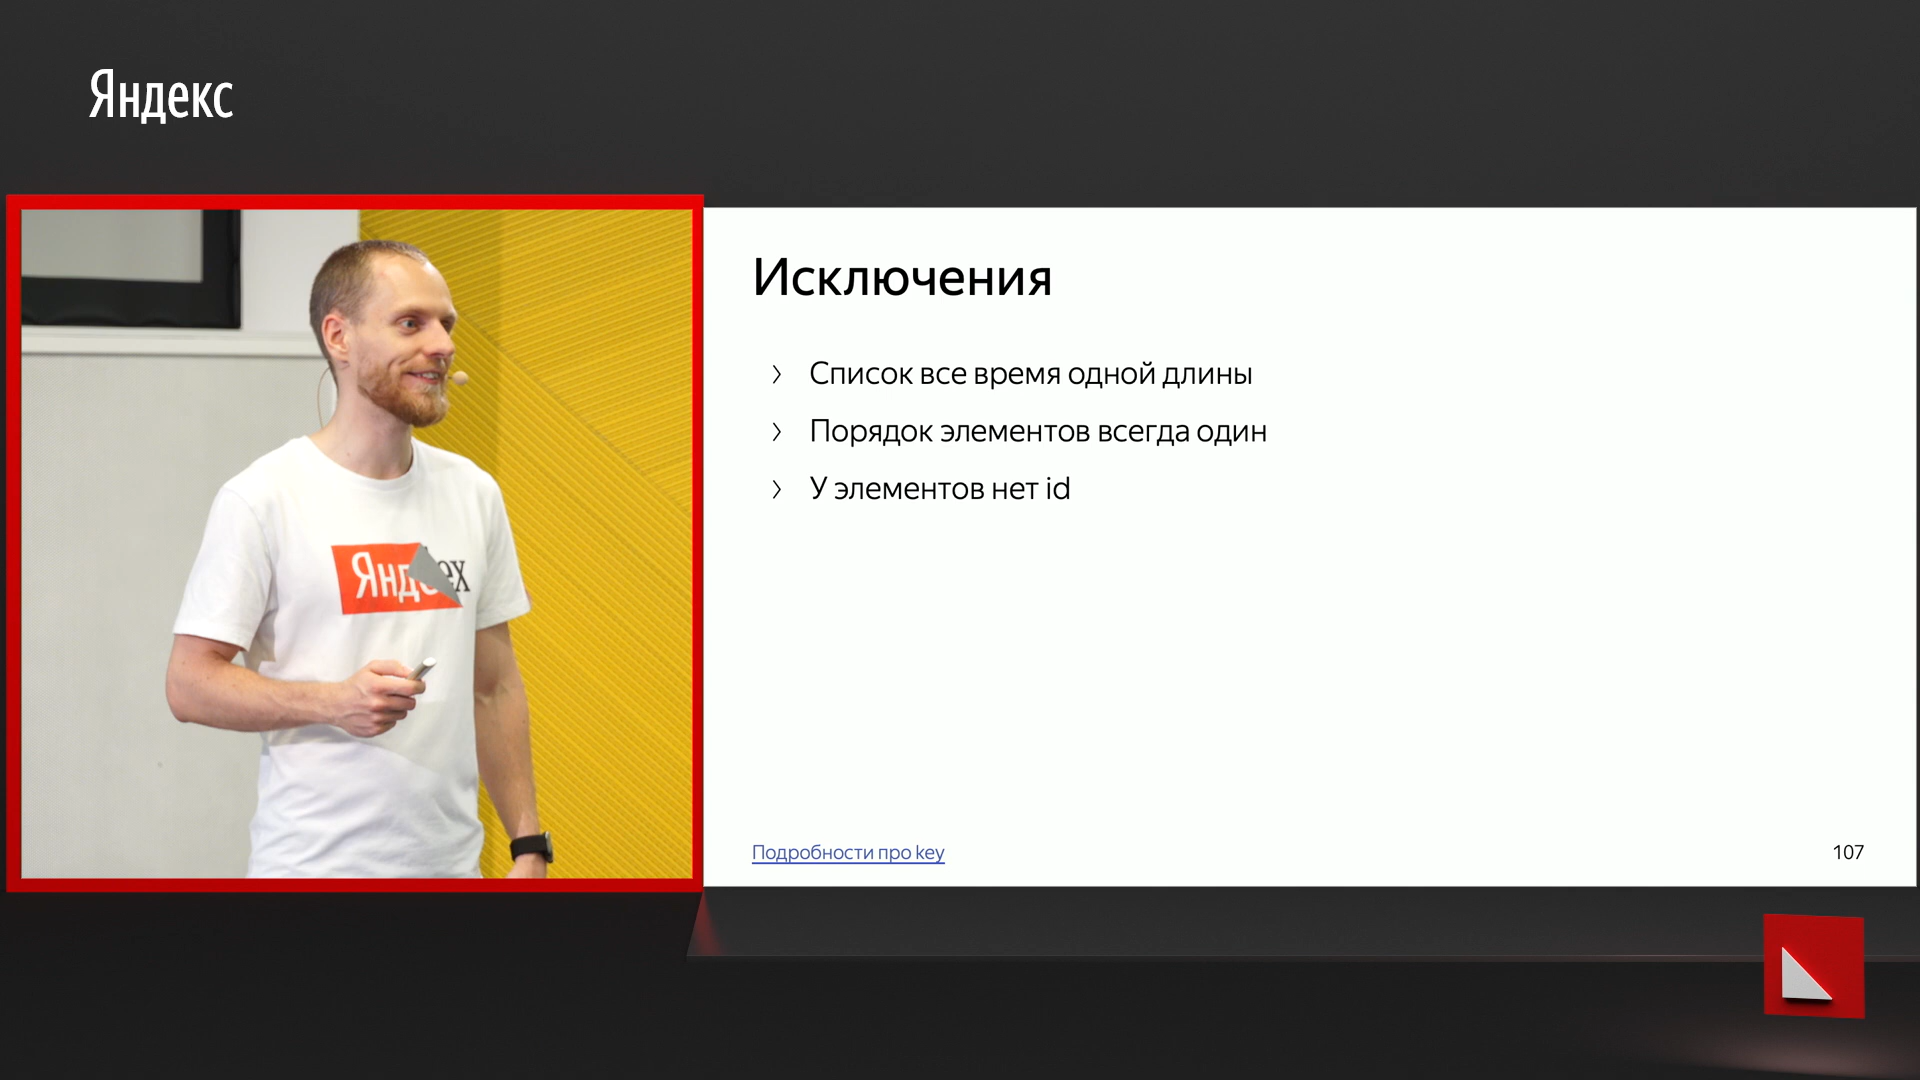 Яндекс
Исключения
Список все время одной длины
Порядок элементов всегда один
У элементов нет id
Подробности про key
107